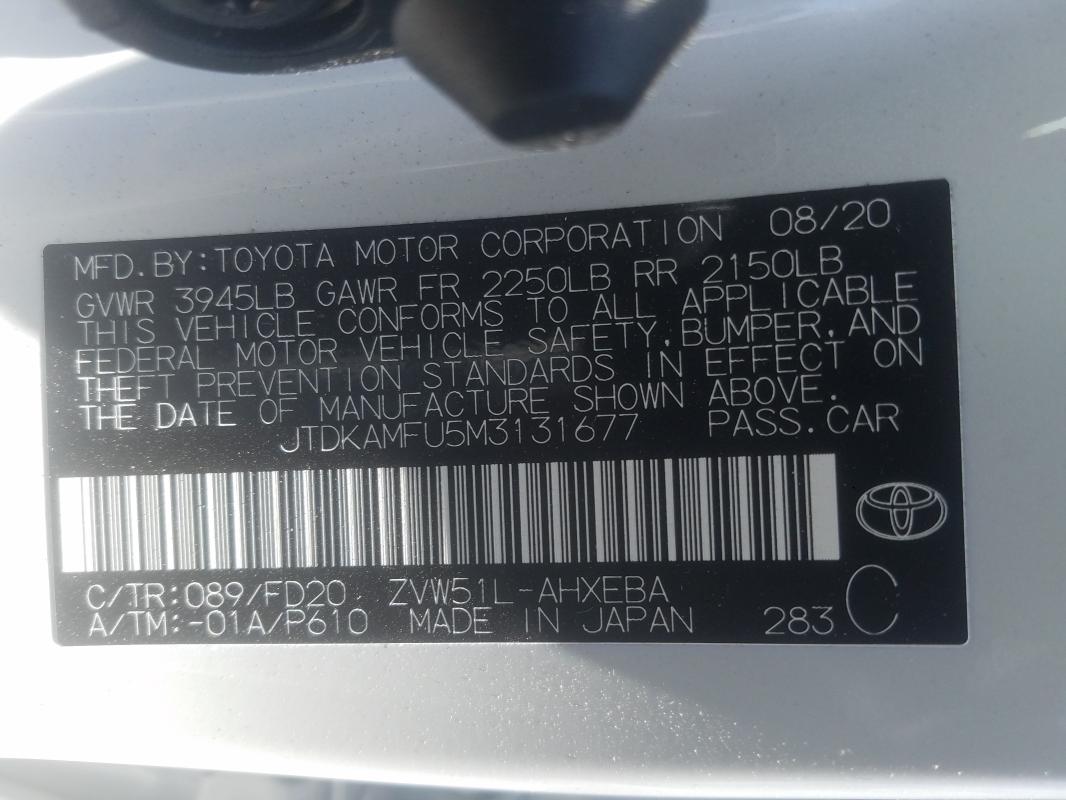 MFD.BY:TOYOTA MOTOR CORPORATION 08/20
GVWR 3945LB GAWR FR 2250LB RR 2150LB
THIS VEHICLE CONFORMS TO ALL APPLICABLE
FEDERAL MOTOR VEHICLE SAFETY,BUMPER,AND
THEFT PREVENTION STANDARDS IN EFFECT ON
THE DATE OF MANUFACTURE SHOWN ABOVE.
JTDKAMFU5M3131677 PASS.CAR
C/TR:089/FD20 ZVW51L-AHXEBA
A/TM:-01A/P610 MADE IN JAPAN 283 C